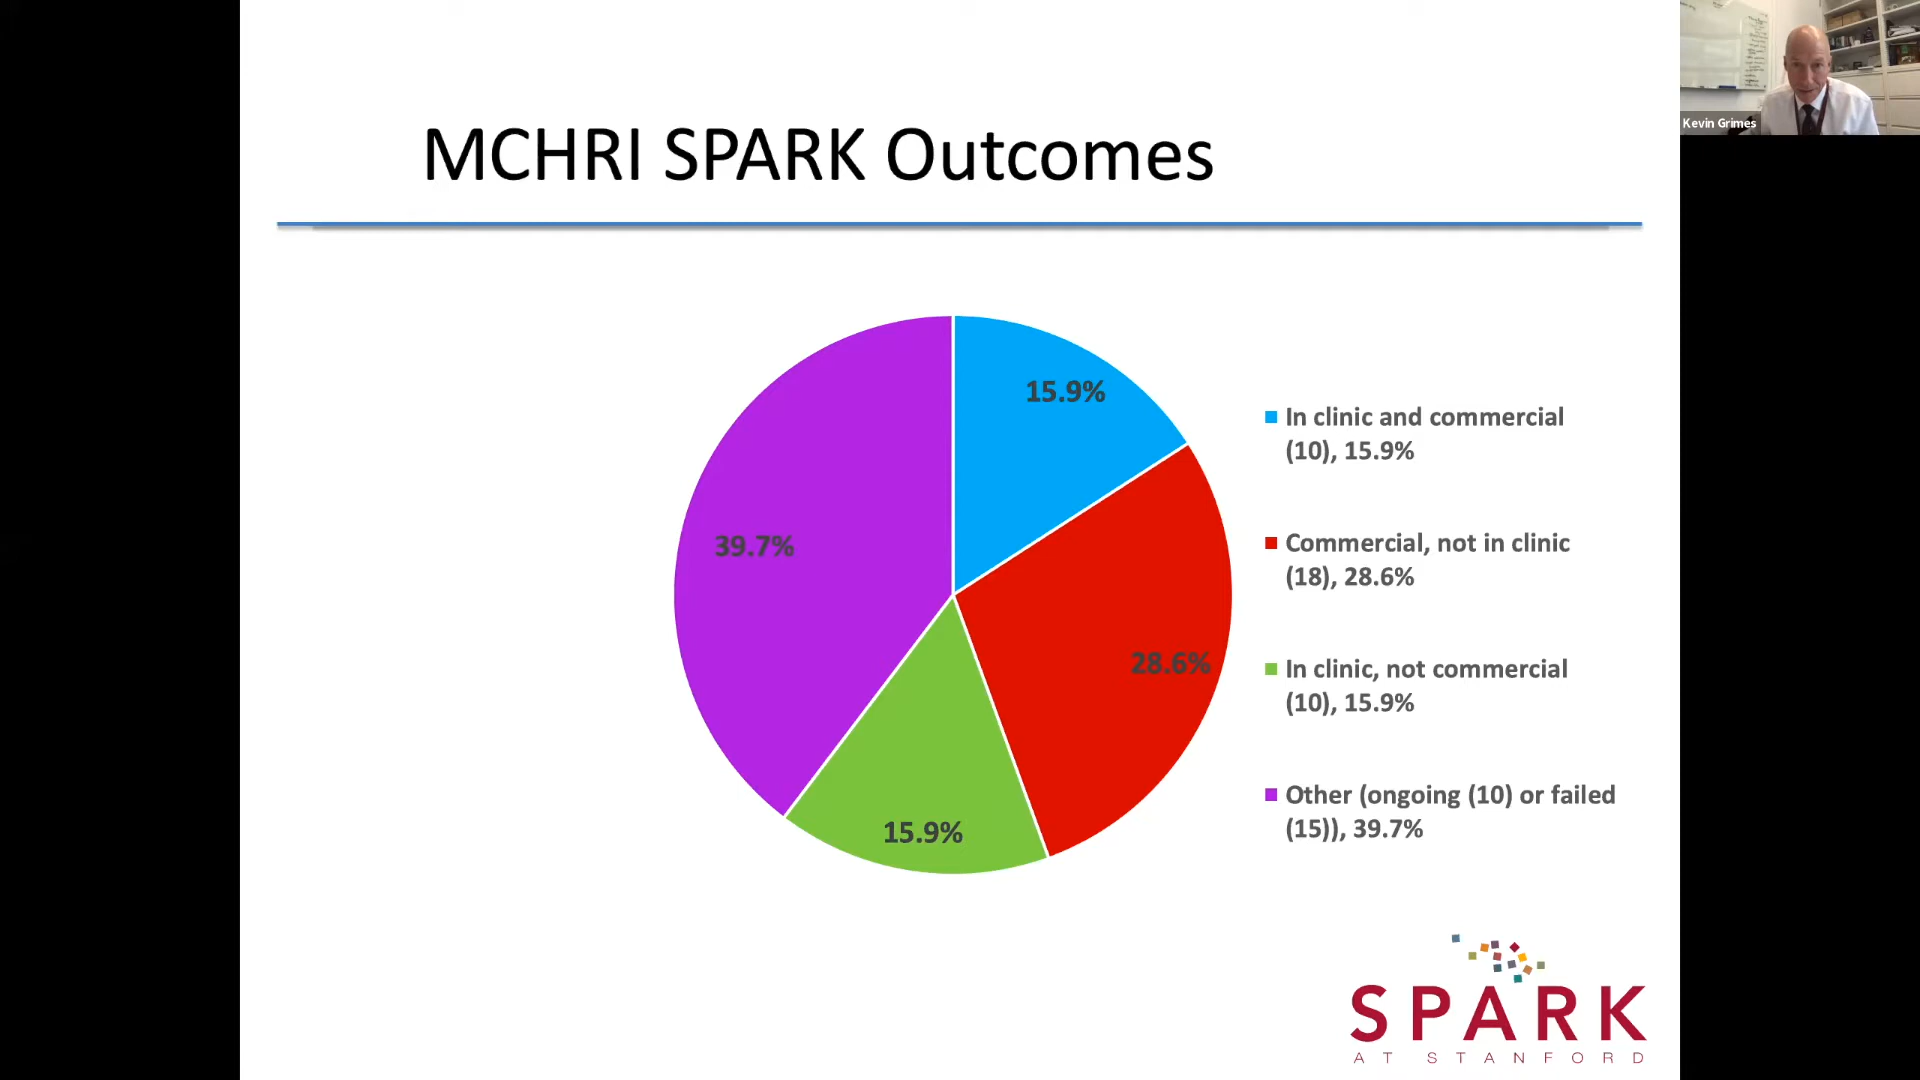 MCHRI SPARK Outcomes
Kevin Grimes
15.9%
28.6%
15.9%
39.7%
In clinic and commercial
(10), 15.9%
Commercial, not in clinic
(18), 28.6%
In clinic, not commercial
(10), 15.9%
Other (ongoing (10) or failed
(15)), 39.7%
SPARK
AT STANFORD